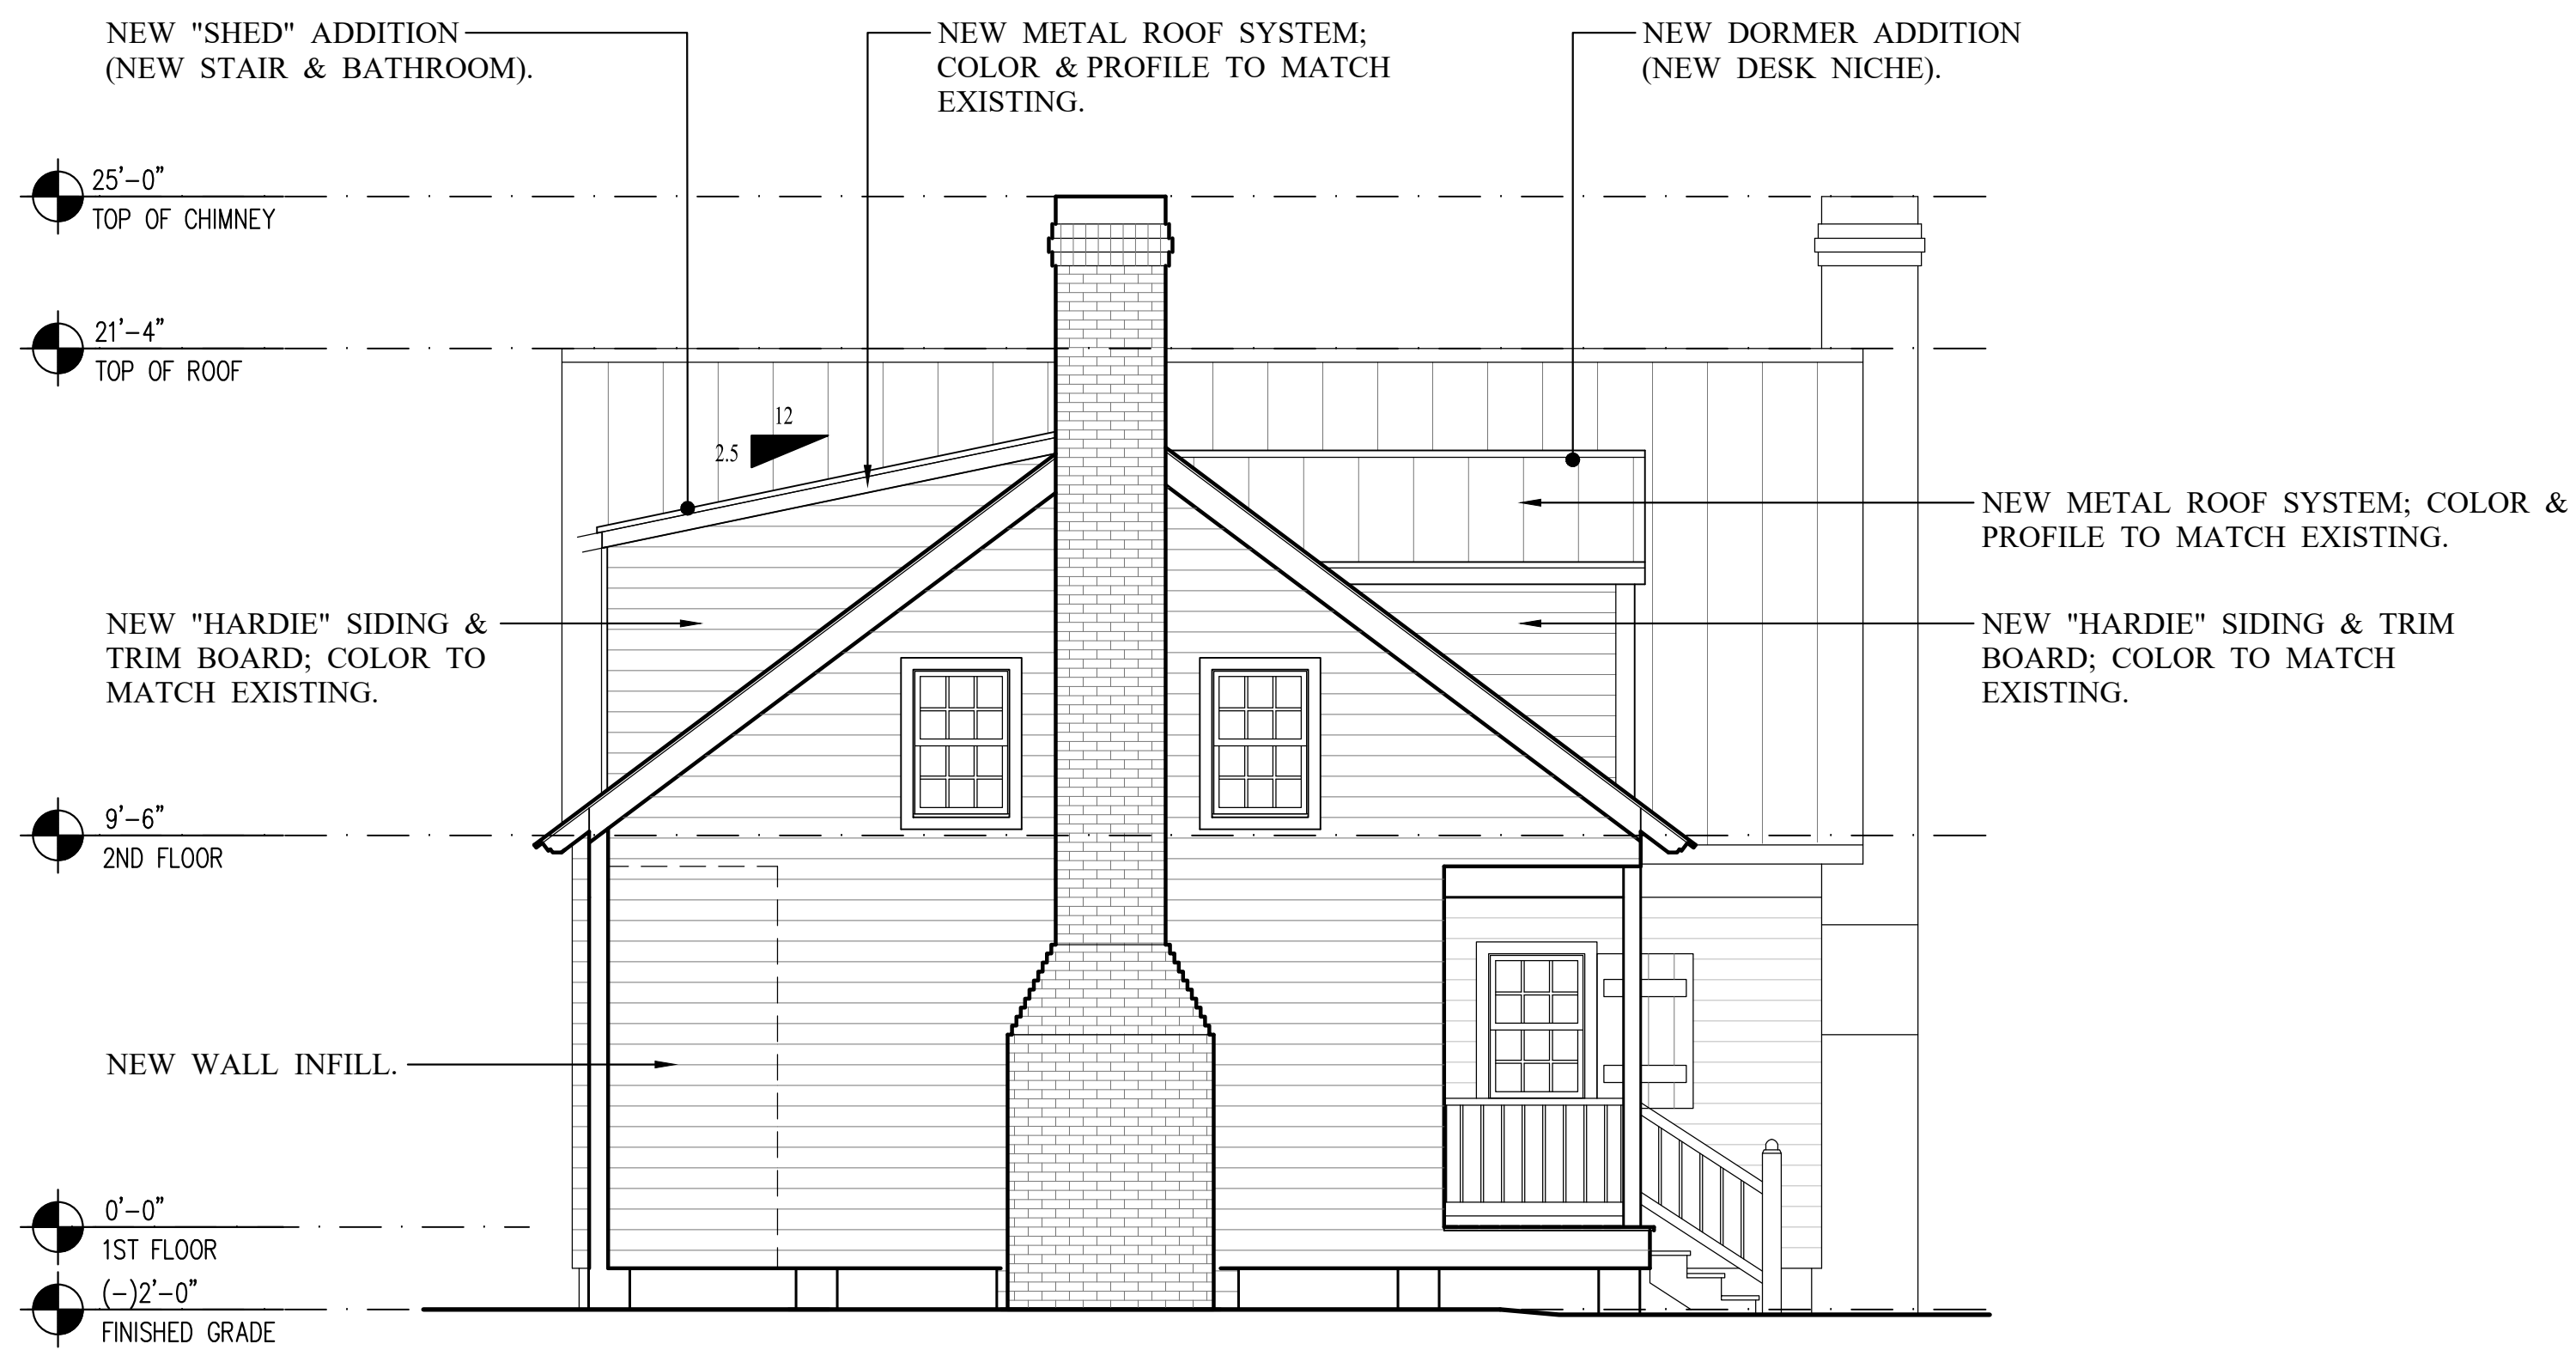 NEW "SHED" ADDITION
(NEW STAIR & BATHROOM).
NEW METAL ROOF SYSTEM;
COLOR & PROFILE TO MATCH
EXISTING.
NEW DORMER ADDITION
(NEW DESK NICHE).
25'-0"
TOP OF CHIMNEY
21'-4"
TOP OF ROOF
12
2.5
NEW METAL ROOF SYSTEM; COLOR &
PROFILE TO MATCH EXISTING.
NEW "HARDIE" SIDING &
TRIM BOARD; COLOR TO
MATCH EXISTING.
NEW "HARDIE" SIDING & TRIM
BOARD; COLOR TO MATCH
EXISTING.
9'-6"
2ND FLOOR
NEW WALL INFILL.
0'-0"
1ST FLOOR
(-)2'-0"
FINISHED GRADE